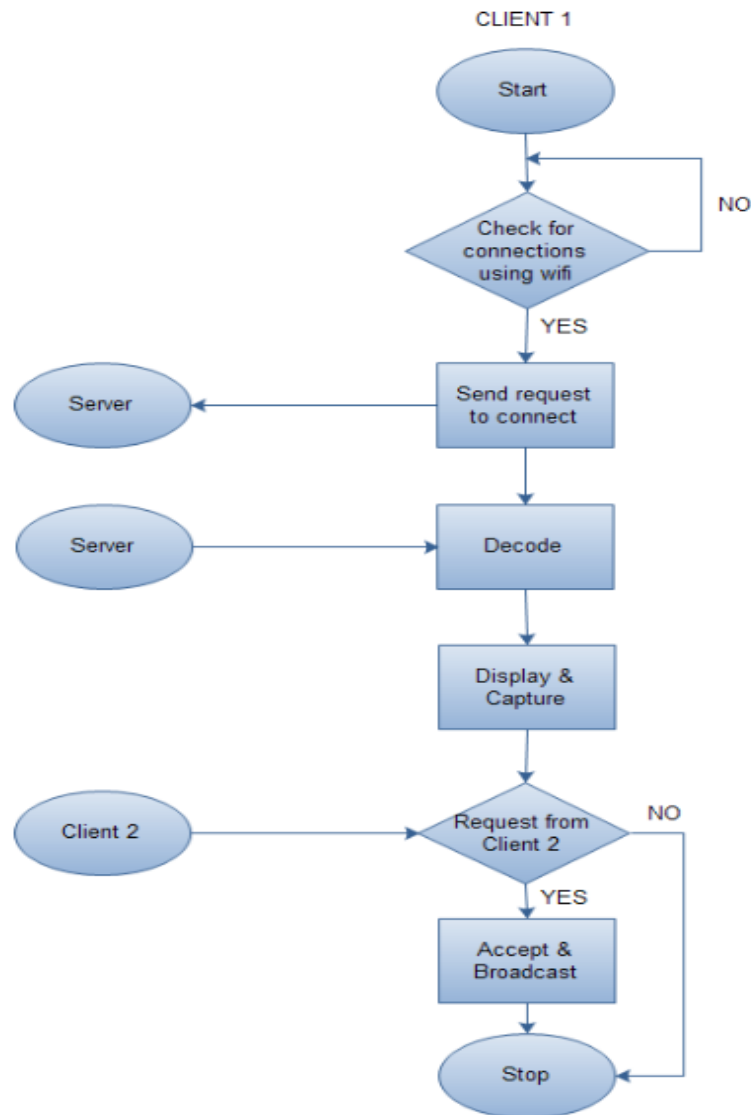 CLIENT 1
Start
NO
Check for
connections
using wifi
YES
Server
Send request
to connect
Server
Decode
Display &
Capture
Client 2
Request from
Client 2
NO
YES
Accept &
Broadcast
Stop